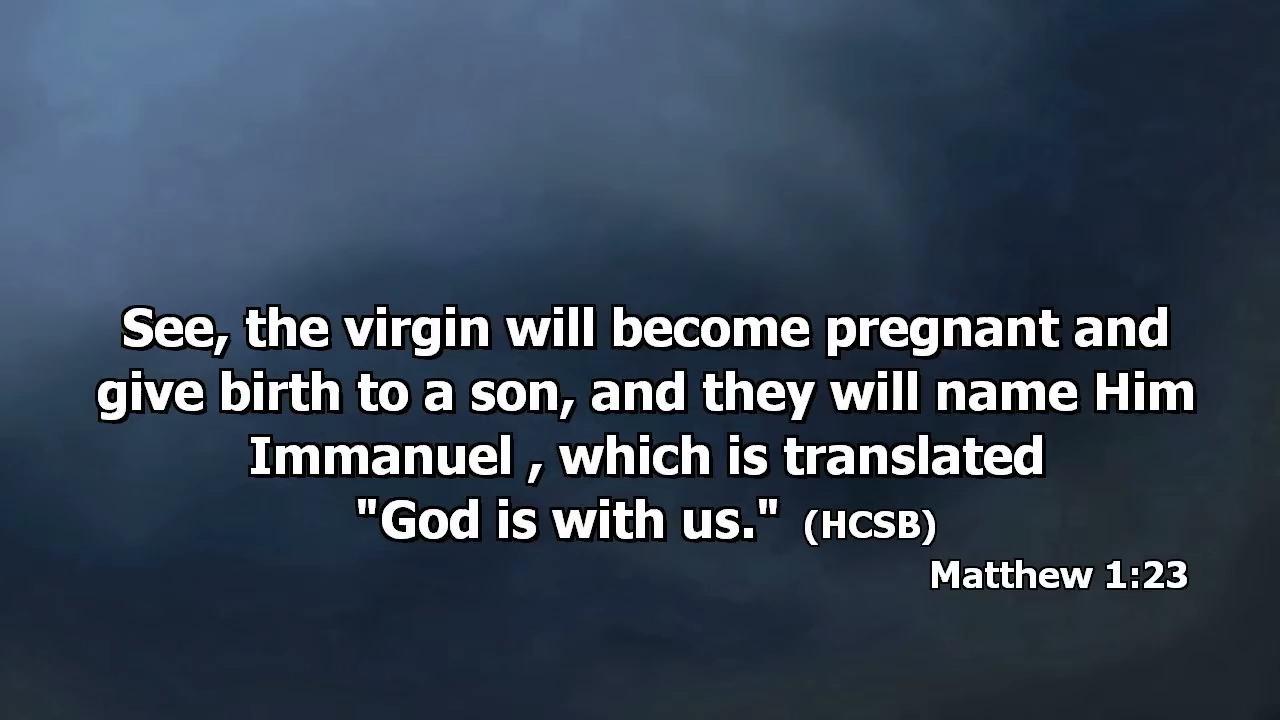 See, the virgin will become pregnant and
give birth to a son, and they will name Him
Immanuel , which is translated
"God is with us." (HCSB)
Matthew 1:23